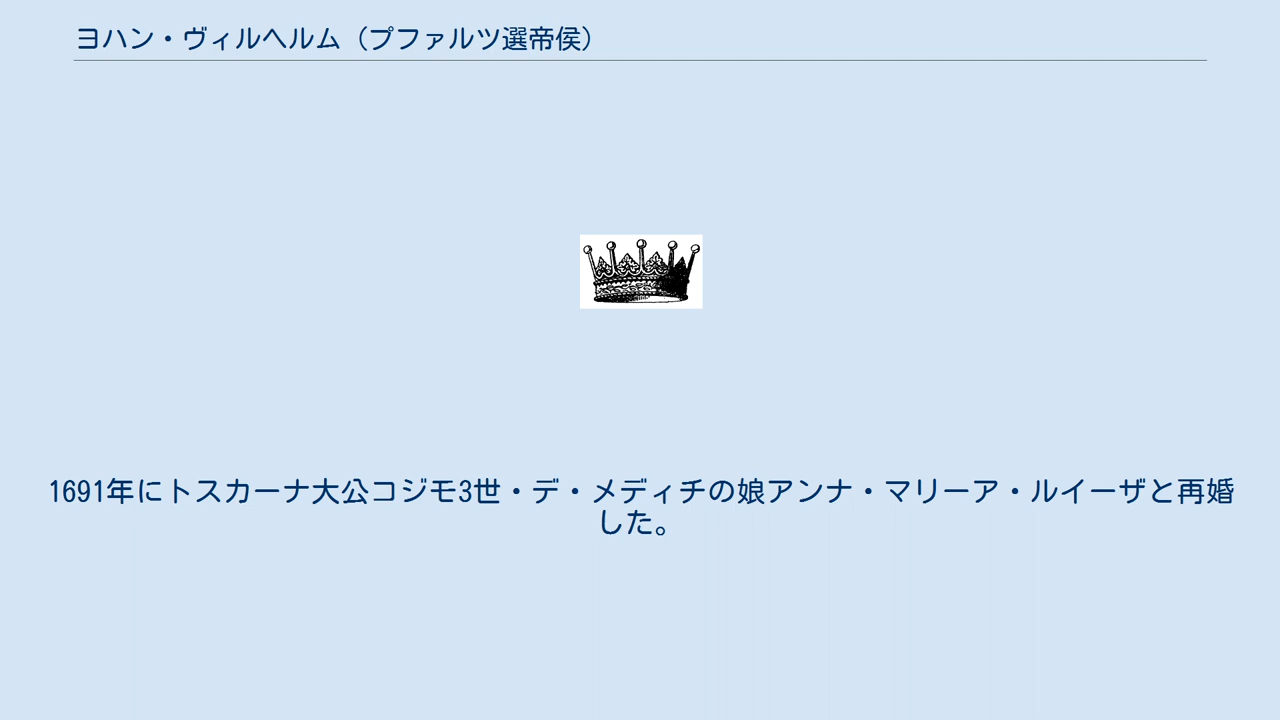 ヨハン・ヴィルヘルム（プファルツ選帝侯）
1691年にトスカーナ大公コジモ3世・デ・メディチの娘アンナ・マリーア・ルイーザと再婚
した。